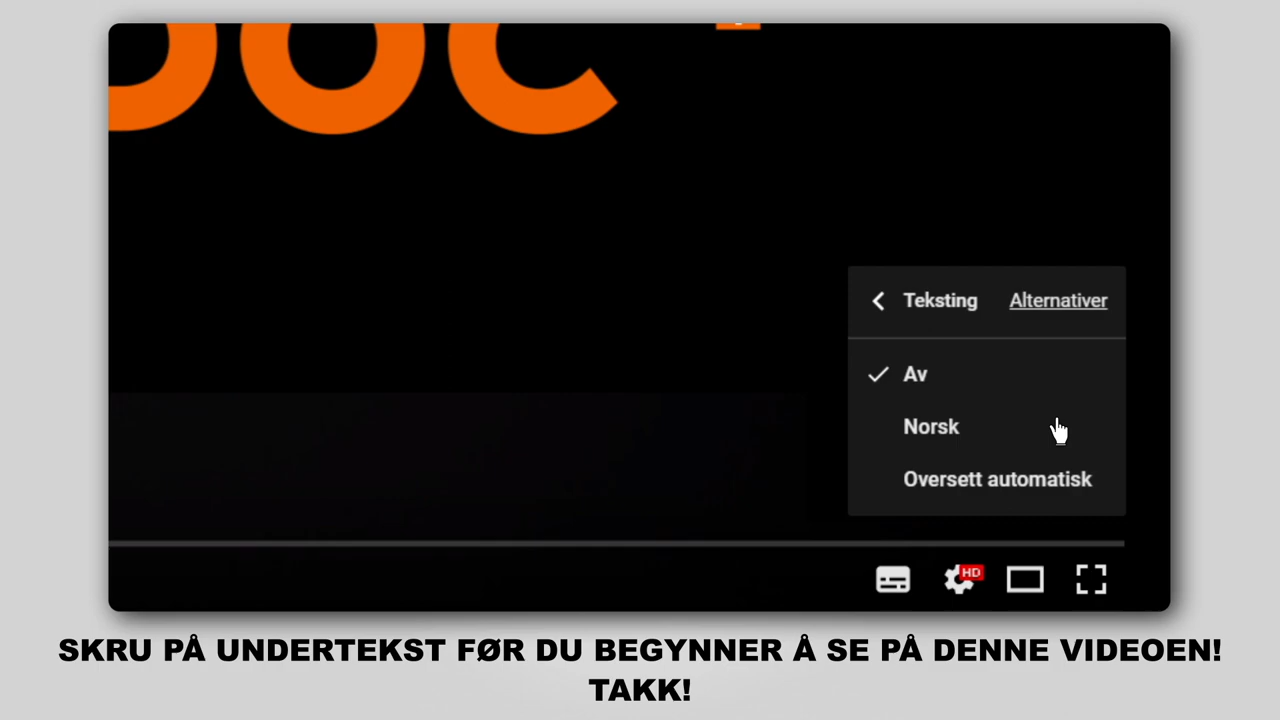 Teksting Alternativer
Av
Norsk
Oversett automatisk
HD
SKRU PÅ UNDERTEKST FØR DU BEGYNNER Å SE PÅ DENNE VIDEOEN!
TAKK!